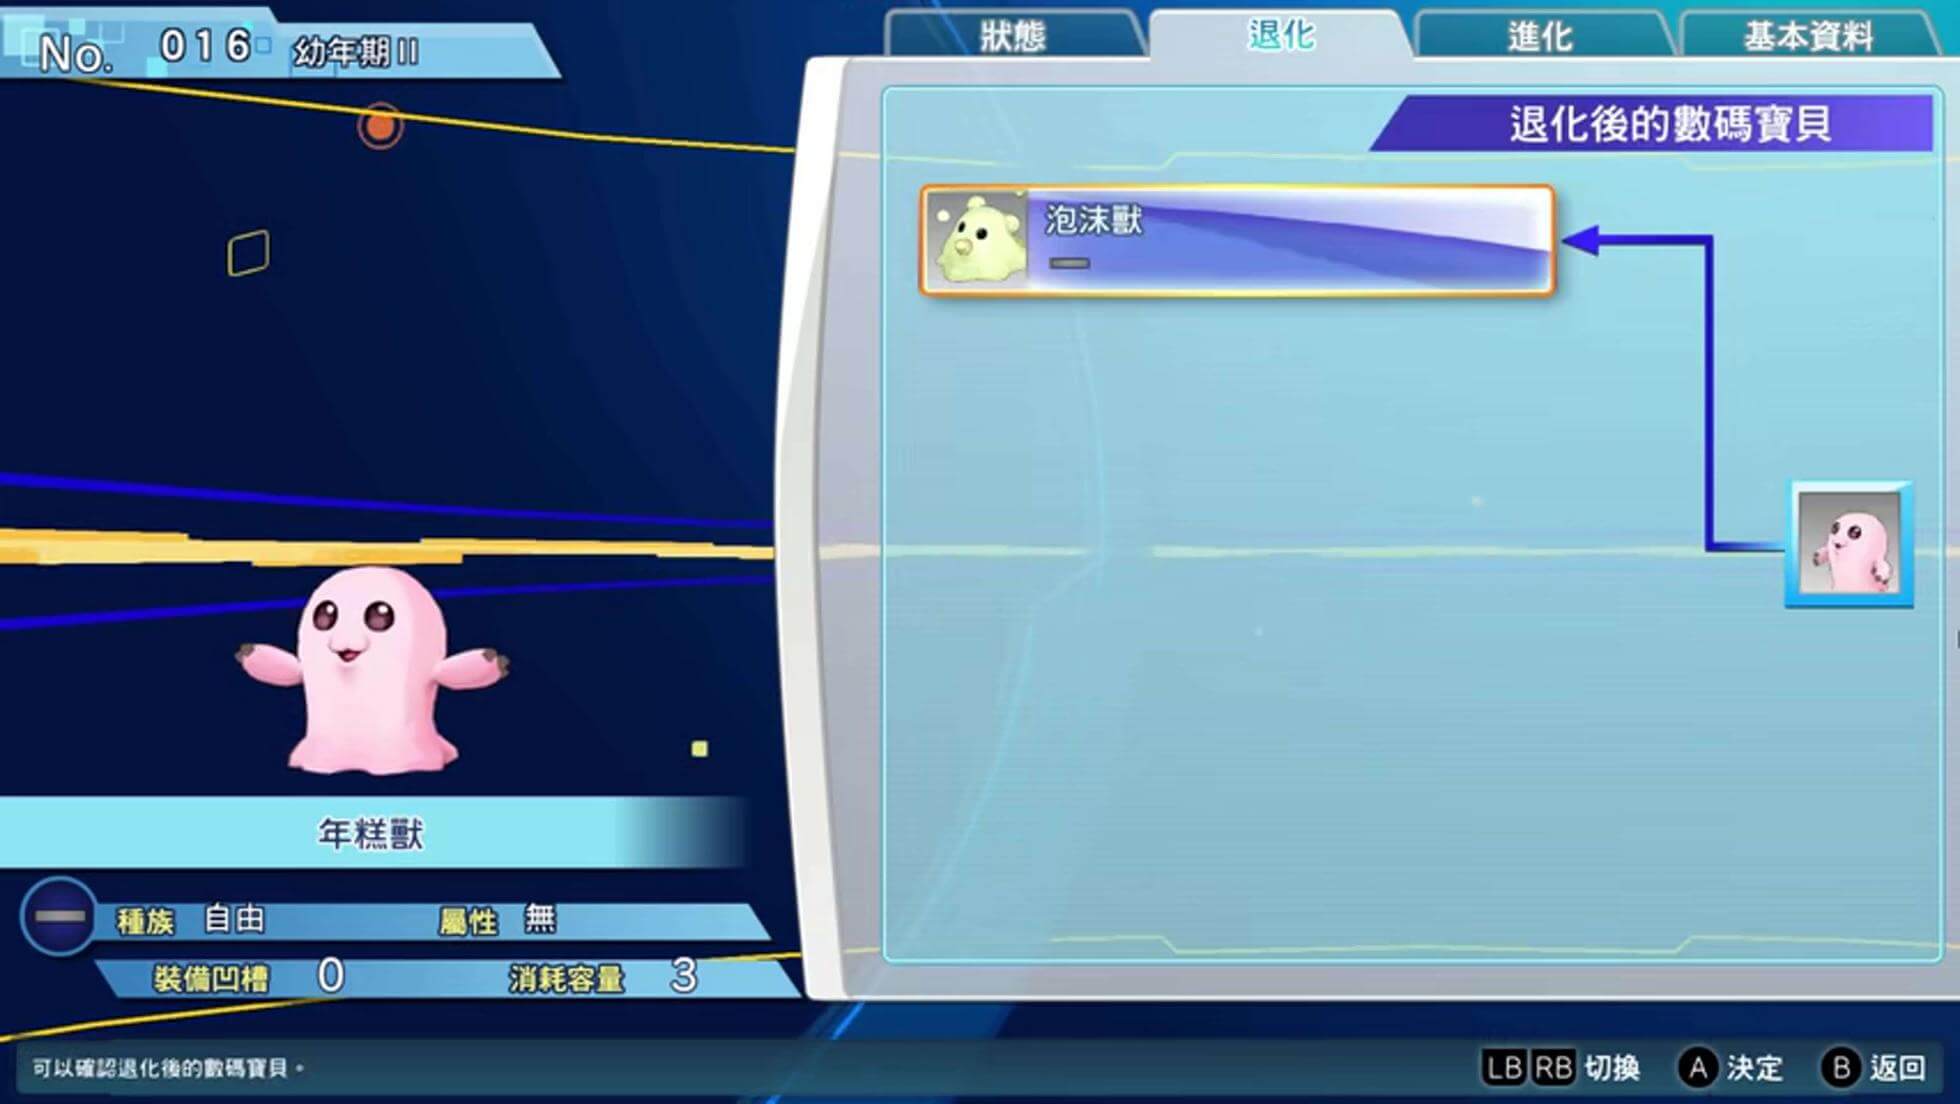 No. 016 幼年期II
狀態 退化 進化 基本資料
退化後的數碼寶貝
泡沫獸
年糕獸
種族 自由 屬性 無
裝備凹槽 0 消耗容量 3
可以確認退化後的數碼寶貝。
LB RB 切換 A 決定 B 返回